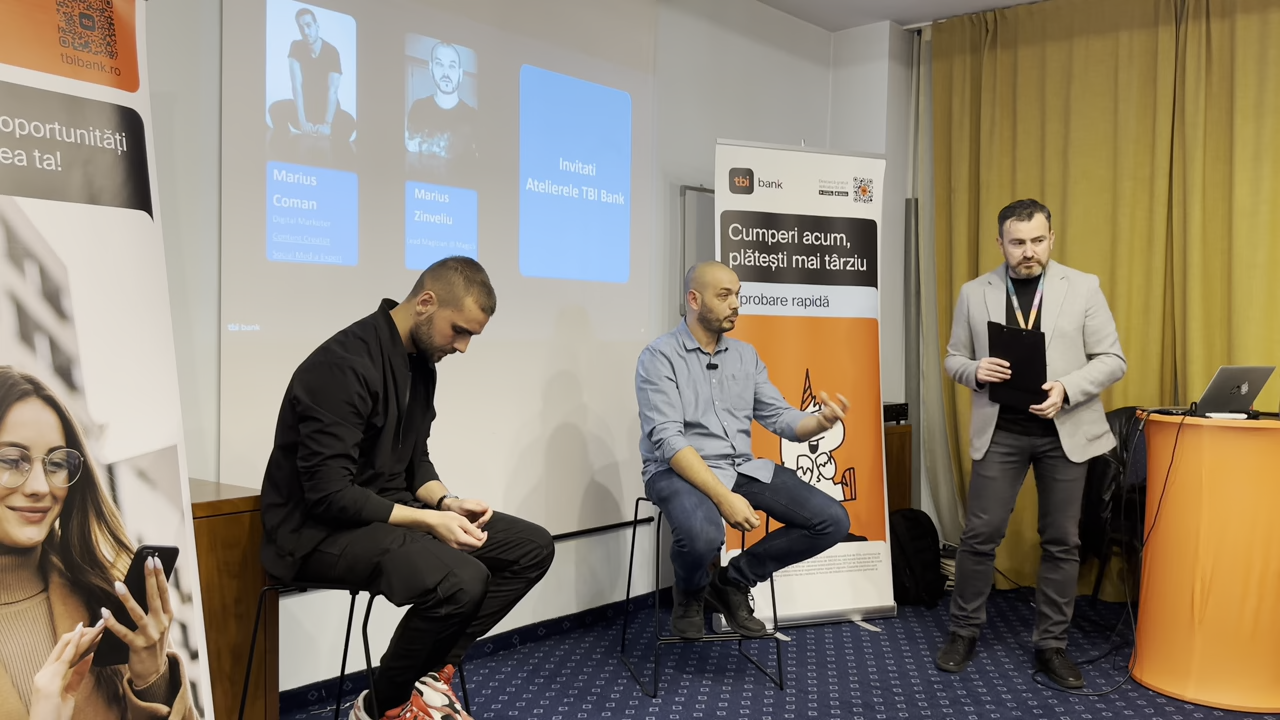 tbi
tbibank.ro
oportunități
ea ta!
Marius
Coman
Digital Marketer
Content Creator
Social Media Expert
Marius
Zinveliu
Invitati
Atelierele TBI Bank
tbi bank
tbi bank
Cumperi acum,
plătești mai târziu
probare rapidă